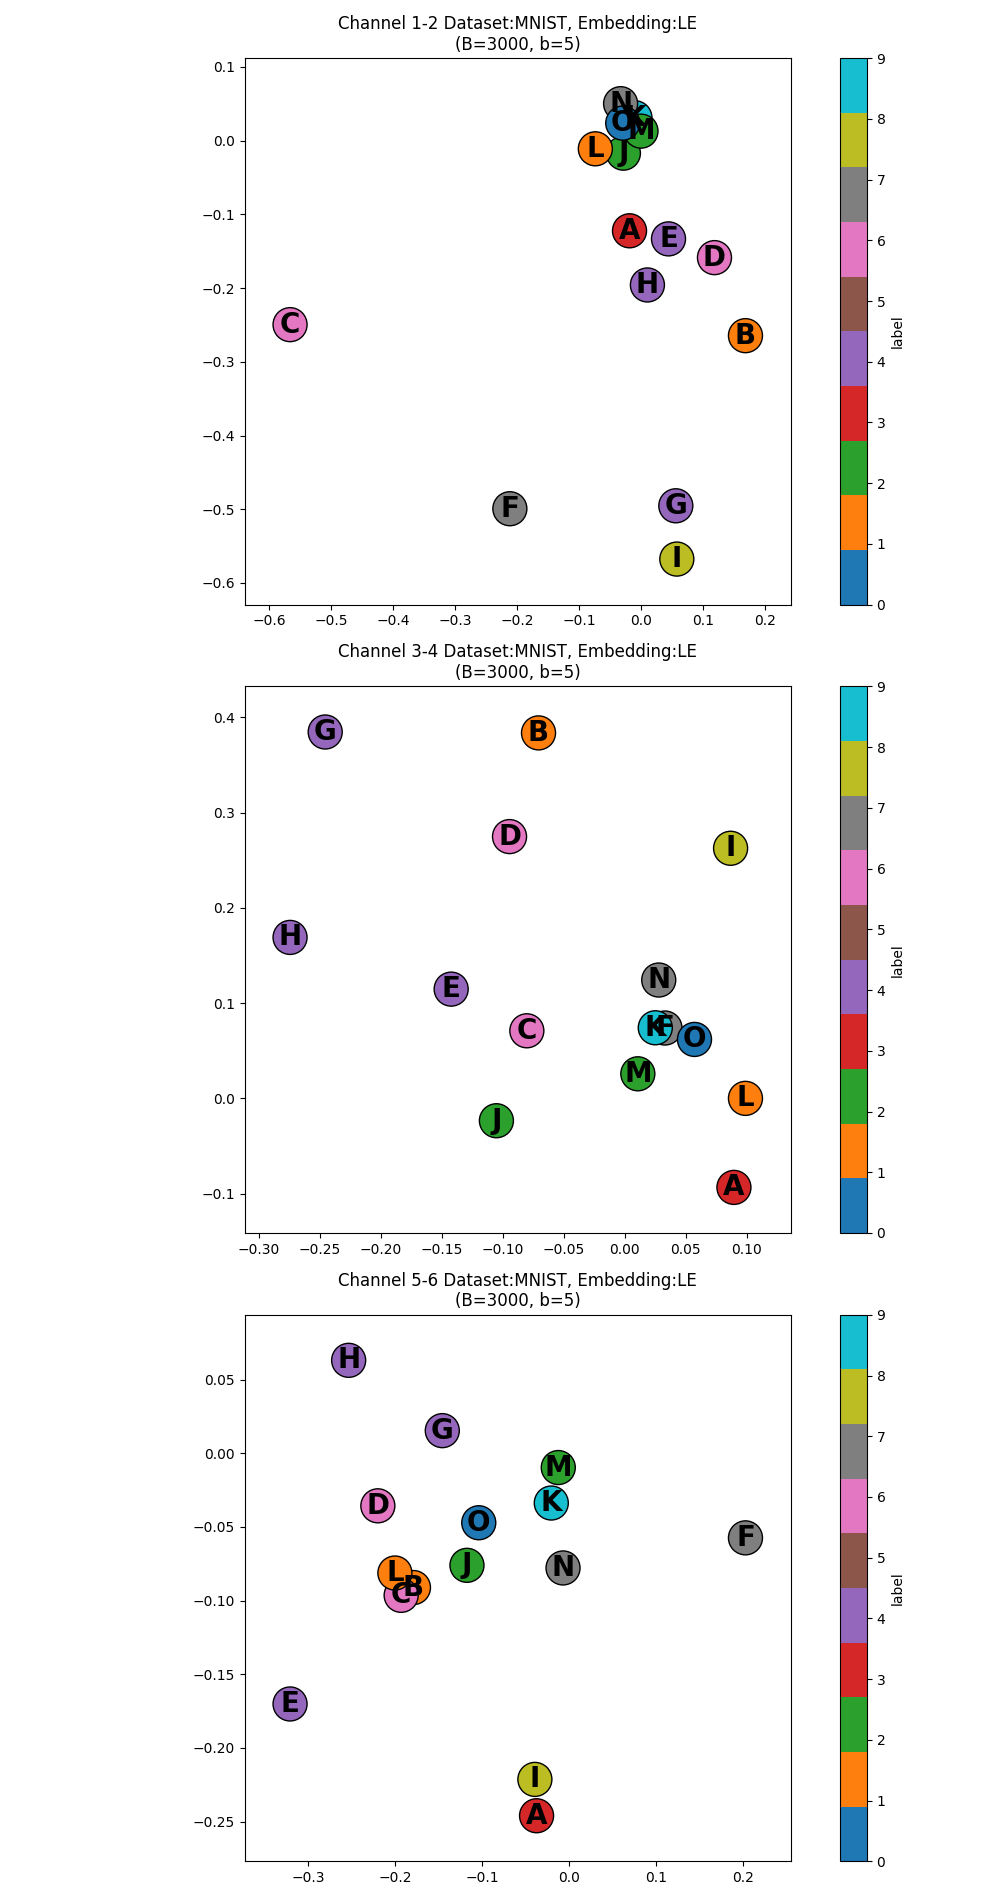 Channel 1-2 Dataset:MNIST, Embedding:LE
(B=3000, b=5)
0.1
0.0
−0.1
−0.2
−0.3
−0.4
−0.5
−0.6
−0.6 −0.5 −0.4 −0.3 −0.2 −0.1 0.0 0.1 0.2
N
K
O
M
L
J
A
E
D
H
C
B
F
G
I
9
8
7
6
5
4
3
2
1
0
label
Channel 3-4 Dataset:MNIST, Embedding:LE
(B=3000, b=5)
0.4
0.3
0.2
0.1
0.0
−0.1
−0.30 −0.25 −0.20 −0.15 −0.10 −0.05 0.00 0.05 0.10
G
B
D
I
H
N
E
C
K
F
O
M
L
J
A
9
8
7
6
5
4
3
2
1
0
label
Channel 5-6 Dataset:MNIST, Embedding:LE
(B=3000, b=5)
0.05
0.00
−0.05
−0.10
−0.15
−0.20
−0.25
−0.3 −0.2 −0.1 0.0 0.1 0.2
H
G
M
D
K
O
F
J
N
L
B
C
E
I
A
9
8
7
6
5
4
3
2
1
0
label